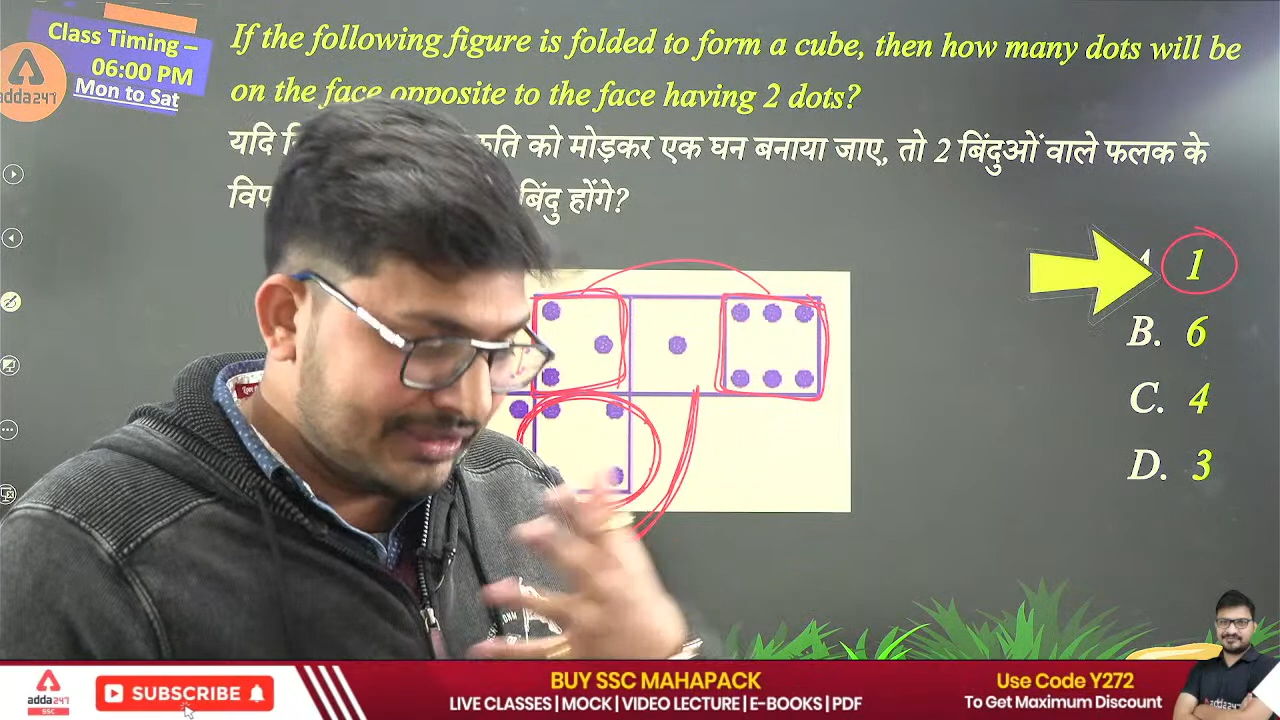 Class Timing –
06:00 PM
Mon to Sat
adda247
If the following figure is folded to form a cube, then how many dots will be
on the face opposite to the face having 2 dots?
यदि को मोड़कर एक घन बनाया जाए, तो 2 बिंदुओं वाले फलक के
बिंदु होंगे?
1
B. 6
C. 4
D. 3
adda247
SSC
SUBSCRIBE
BUY SSC MAHAPACK
LIVE CLASSES | MOCK | VIDEO LECTURE | E-BOOKS | PDF
Use Code Y272
To Get Maximum Discount